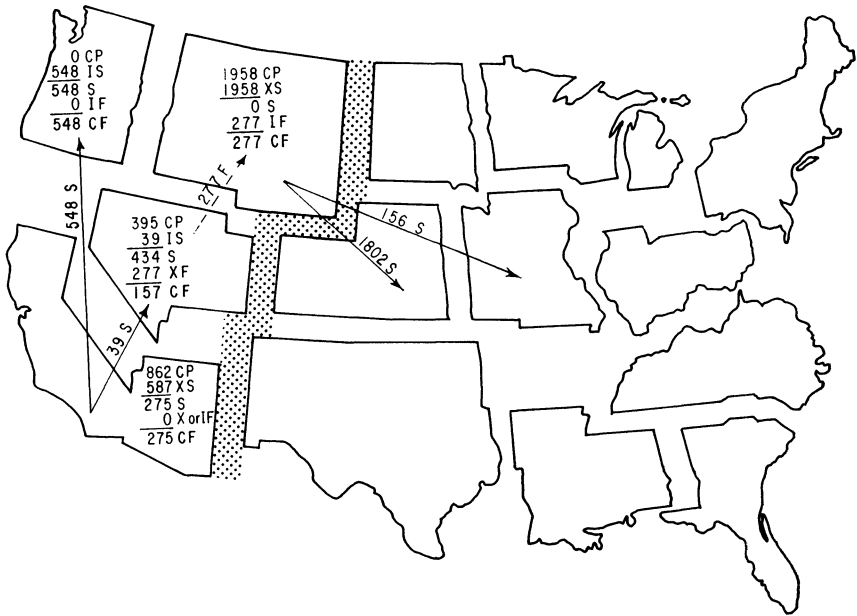 0 CP
548 IS
548 S
0 IF
548 CF
1958 CP
1958 XS
0 S
277 IF
277 CF
277 F
548 S
395 CP
39 IS
434 S
277 XF
157 CF
156 S
1802 S
39 S
862 CP
587 XS
275 S
0 X or IF
275 CF